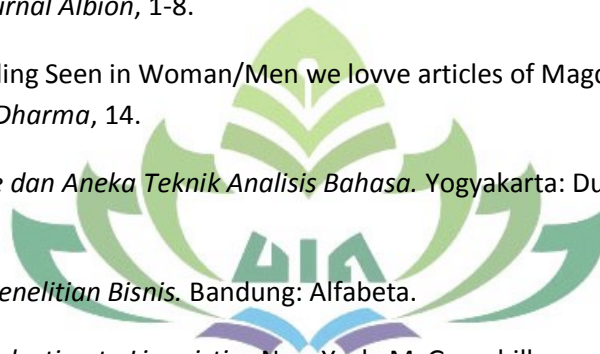 urnal Albion, 1-8.
ling Seen in Woman/Men we lovve articles of Mag
Dharma, 14.
e dan Aneka Teknik Analisis Bahasa. Yogyakarta: Du
UIN
enelitian Bisnis. Bandung: Alfabeta.